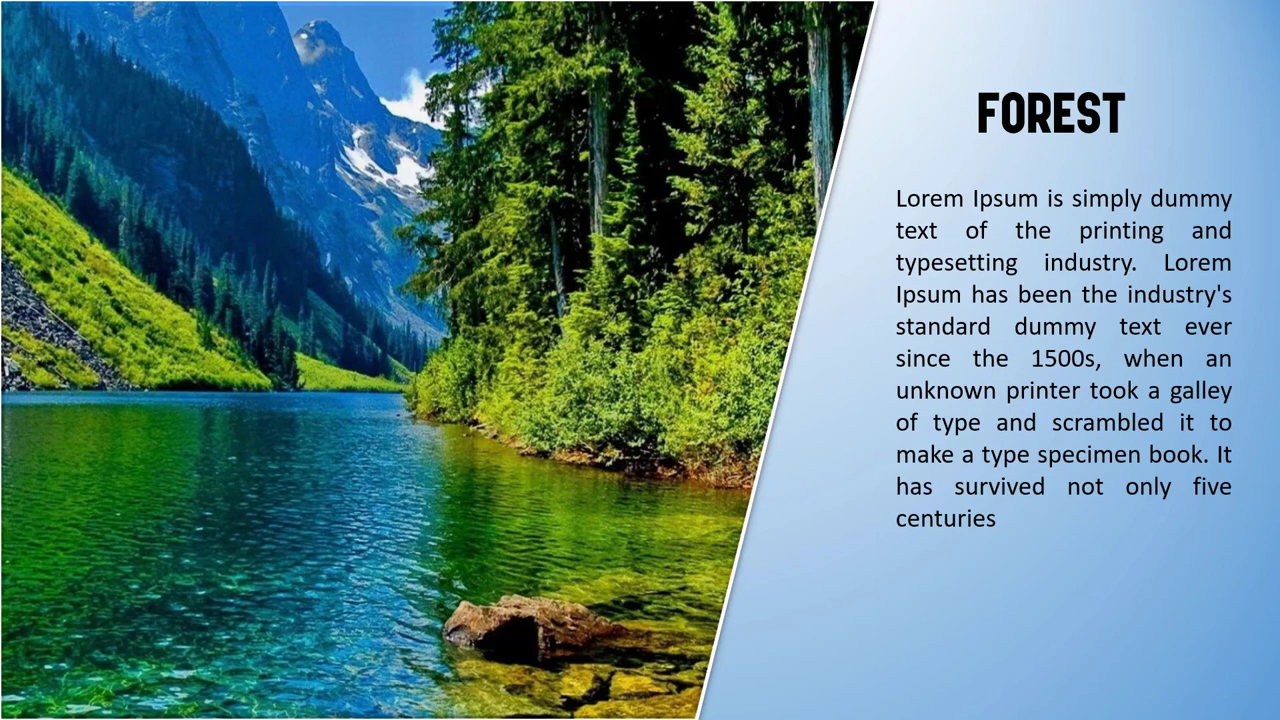 FOREST
Lorem Ipsum is simply dummy
text of the printing and
typesetting industry. Lorem
Ipsum has been the industry's
standard dummy text ever
since the 1500s, when an
unknown printer took a galley
of type and scrambled it to
make a type specimen book. It
has survived not only five
centuries